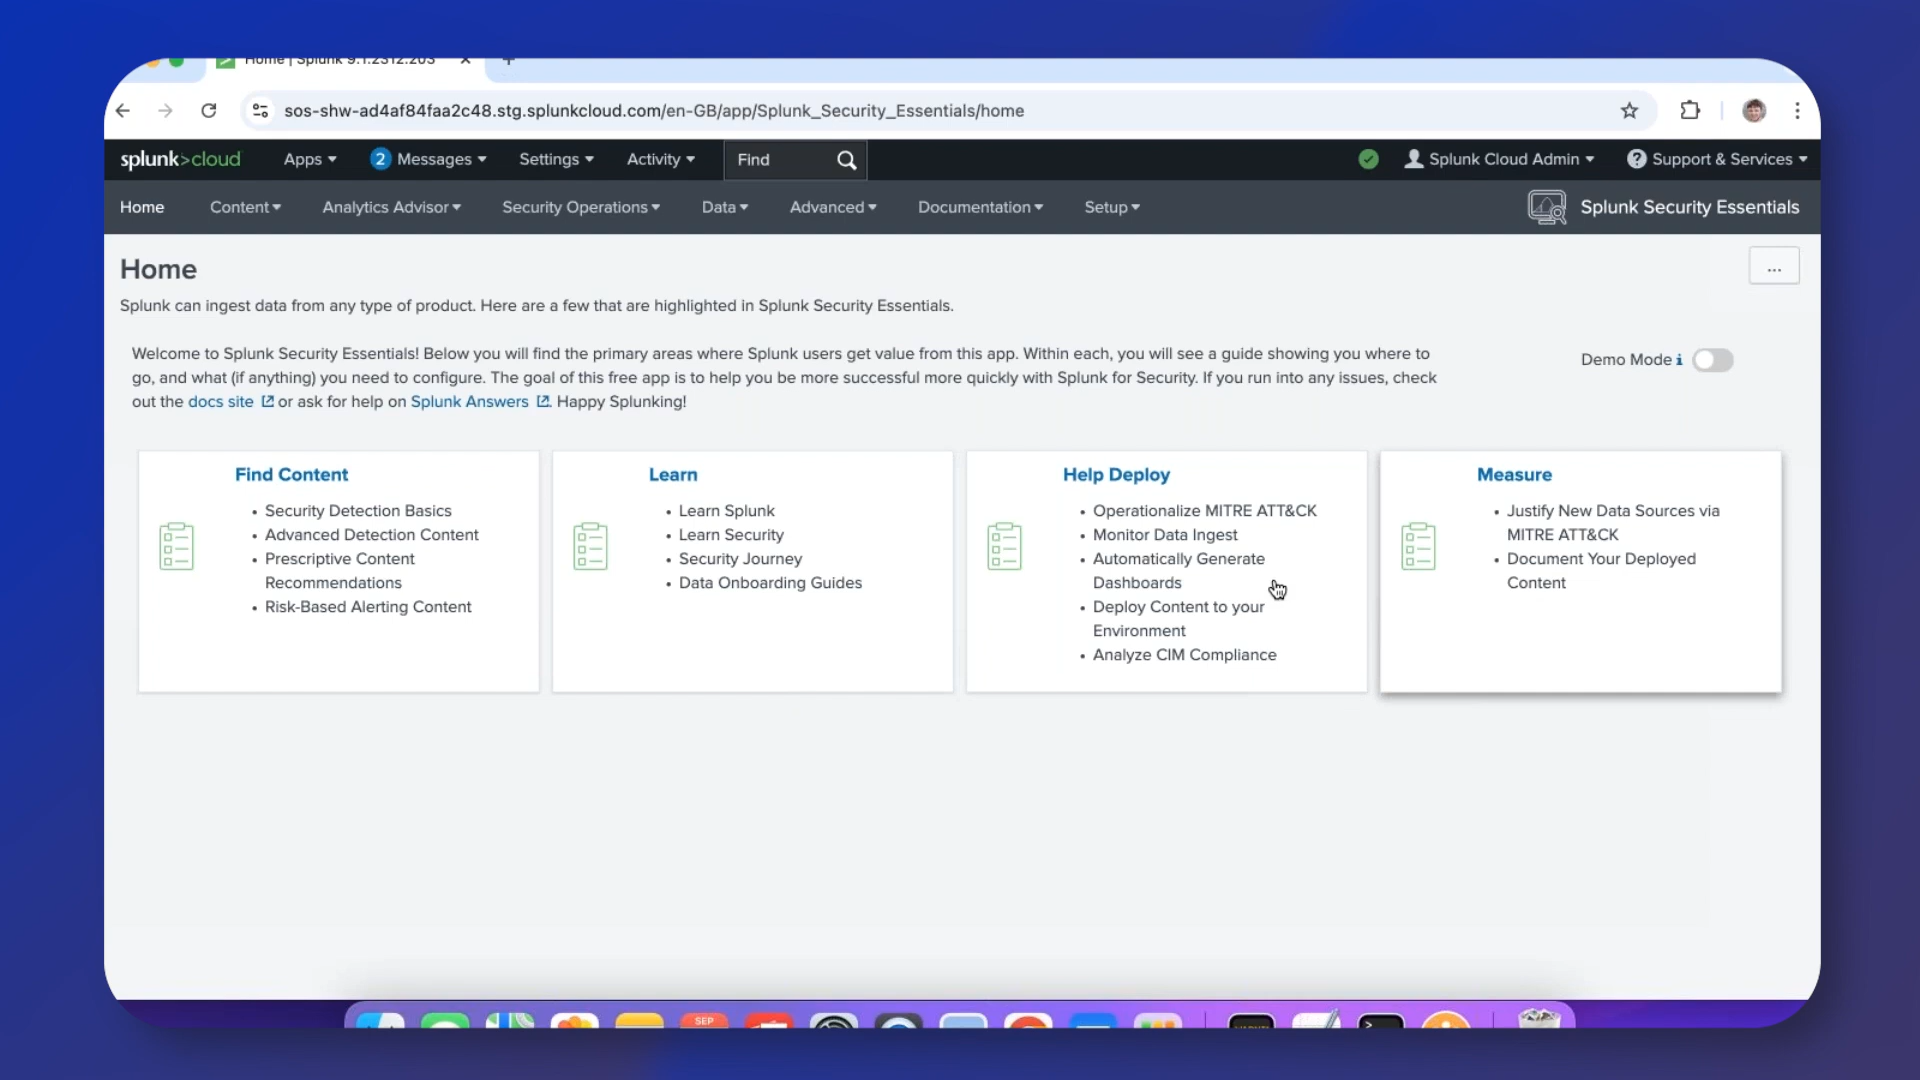 Home | Splunk 9.1.2312.203
sos-shw-ad4af84faa2c48.stg.splunkcloud.com/en-GB/app/Splunk_Security_Essentials/home
splunk>cloud Apps 2 Messages Settings Activity Find Splunk Cloud Admin Support & Services
Home Content Analytics Advisor Security Operations Data Advanced Documentation Setup Splunk Security Essentials
Home
...
Splunk can ingest data from any type of product. Here are a few that are highlighted in Splunk Security Essentials.
Welcome to Splunk Security Essentials! Below you will find the primary areas where Splunk users get value from this app. Within each, you will see a guide showing you where to
go, and what (if anything) you need to configure. The goal of this free app is to help you be more successful more quickly with Splunk for Security. If you run into any issues, check
out the docs site or ask for help on Splunk Answers . Happy Splunking!
Demo Mode i
Find Content
• Security Detection Basics
• Advanced Detection Content
• Prescriptive Content
Recommendations
• Risk-Based Alerting Content
Learn
• Learn Splunk
• Learn Security
• Security Journey
• Data Onboarding Guides
Help Deploy
• Operationalize MITRE ATT&CK
• Monitor Data Ingest
• Automatically Generate
Dashboards
• Deploy Content to your
Environment
• Analyze CIM Compliance
Measure
• Justify New Data Sources via
MITRE ATT&CK
• Document Your Deployed
Content
SEP